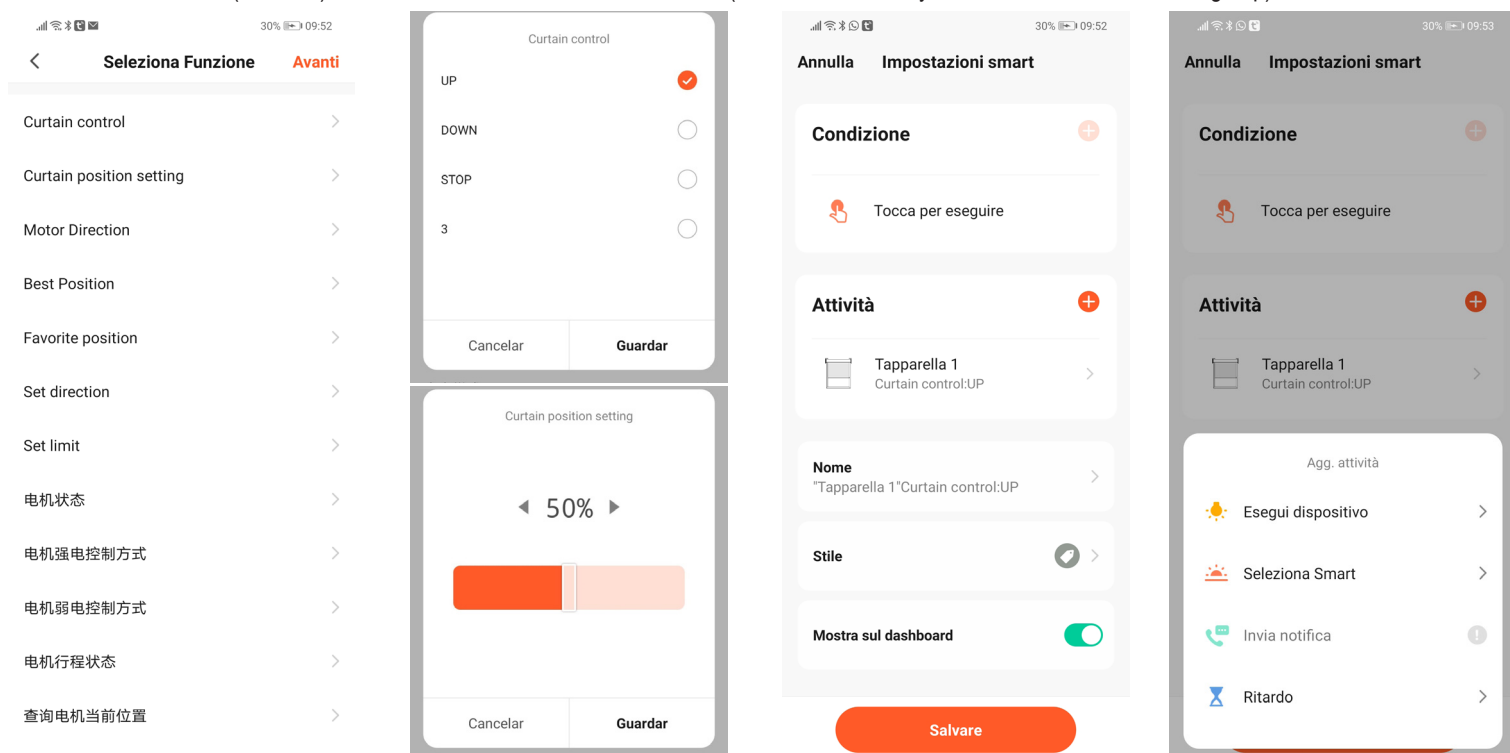 30% 09:52
Seleziona Funzione Avanti
Curtain control
Curtain position setting
Motor Direction
Best Position
Favorite position
Set direction
Set limit
电机状态
电机强电控制方式
电机弱电控制方式
电机行程状态
查询电机当前位置
Curtain control
UP
DOWN
STOP
3
Cancelar Guardar
Curtain position setting
50%
Cancelar Guardar
30% 09:52
Annulla Impostazioni smart
Condizione
Tocca per eseguire
Attività
Tapparella 1
Curtain control:UP
Nome
"Tapparella 1"Curtain control:UP
Stile
Mostra sul dashboard
Salvare
30% 09:53
Annulla Impostazioni smart
Condizione
Tocca per eseguire
Attività
Tapparella 1
Curtain control:UP
Agg. attività
Esegui dispositivo
Seleziona Smart
Invia notifica
Ritardo